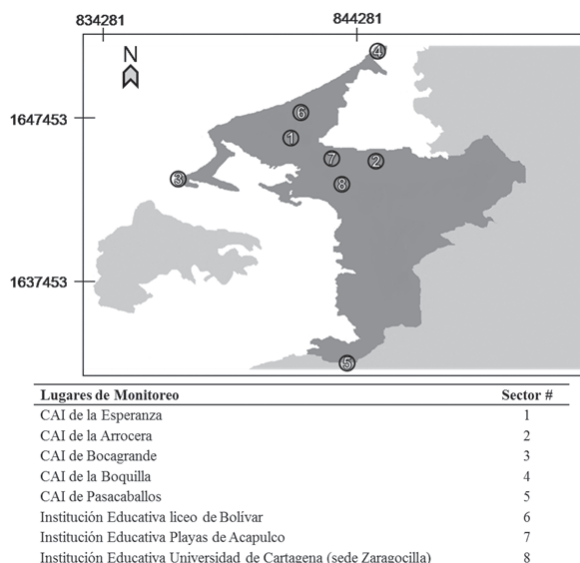 834281
844281
N
4
1647453
6
1
7
2
3
8
1637453
5
Lugares de Monitoreo Sector #
CAI de la Esperanza 1
CAI de la Arrocera 2
CAI de Bocagrande 3
CAI de la Boquilla 4
CAI de Pasacaballos 5
Institución Educativa liceo de Bolívar 6
Institución Educativa Playas de Acapulco 7
Institución Educativa Universidad de Cartagena (sede Zaragocilla) 8